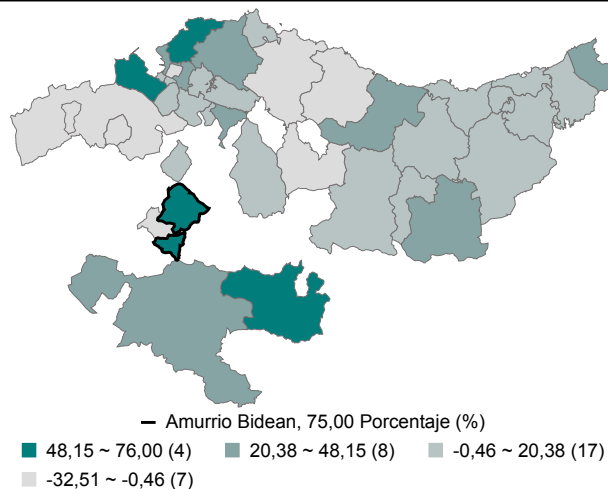 Amurrio Bidean, 75,00 Porcentaje (%)
48,15 ~ 76,00 (4) 20,38 ~ 48,15 (8) -0,46 ~ 20,38 (17)
-32,51 ~ -0,46 (7)